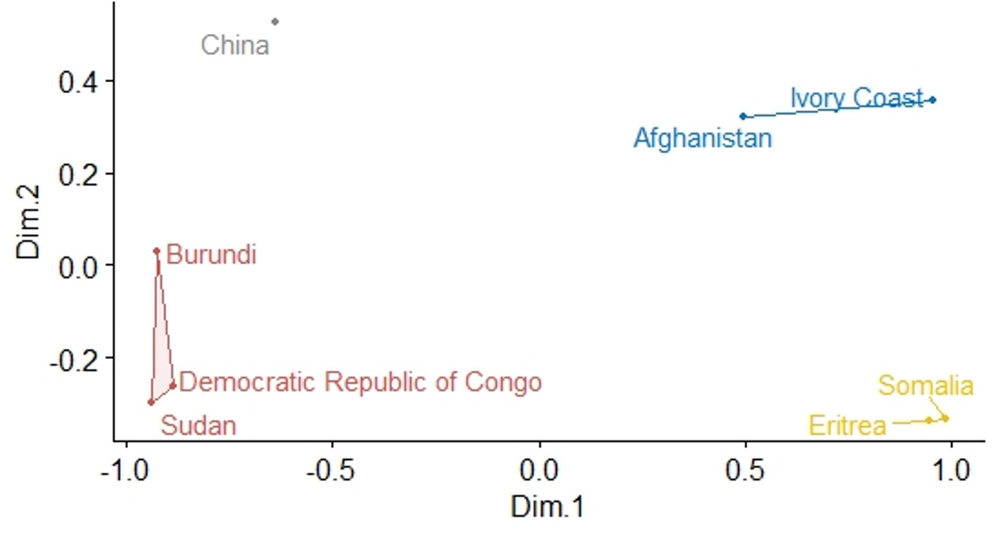 China
0.4
Ivory Coast
Afghanistan
0.2
Dim.2
Burundi
0.0
-0.2
Democratic Republic of Congo
Somalia
Sudan
Eritrea
-1.0 -0.5 0.0 0.5 1.0
Dim.1